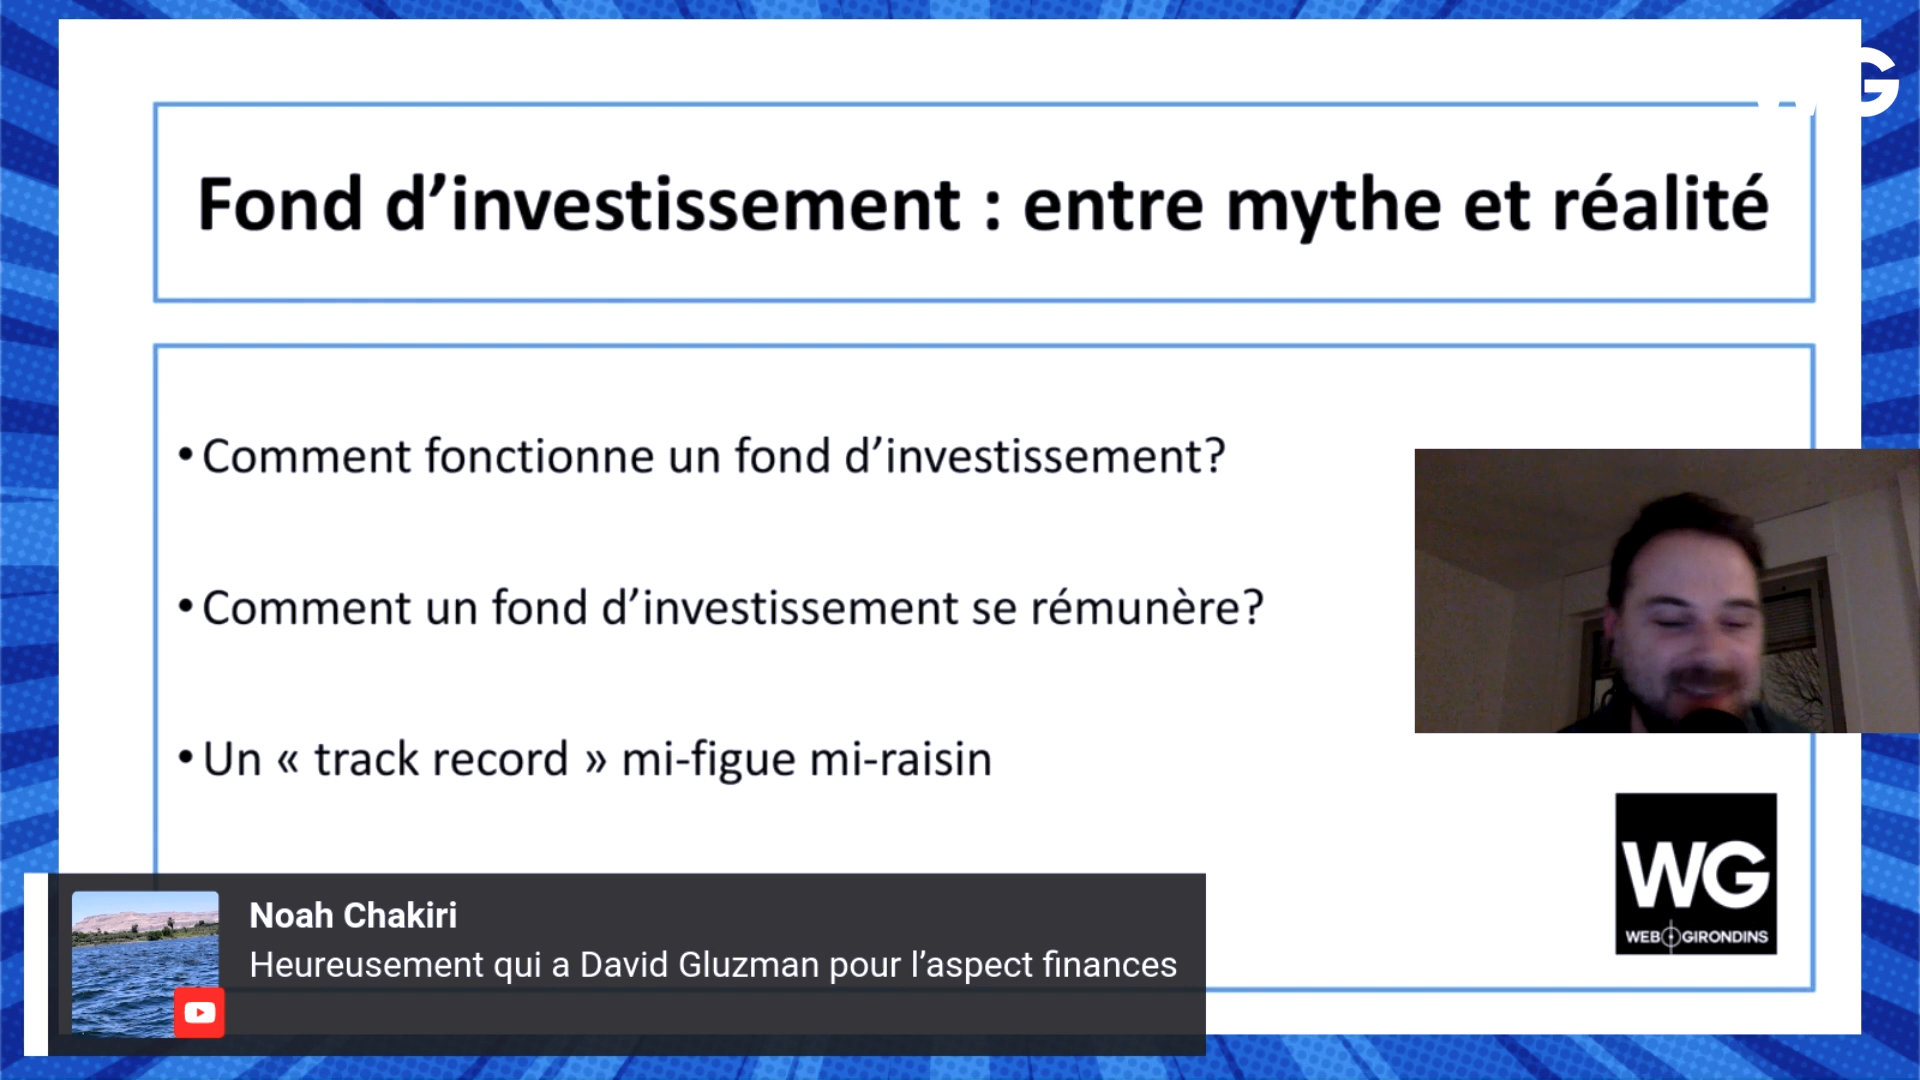 G
Fond d’investissement : entre mythe et réalité
• Comment fonctionne un fond d’investissement?
• Comment un fond d’investissement se rémunère?
• Un « track record » mi-figue mi-raisin
WG
WEB GIRONDINS
Noah Chakiri
Heureusement qui a David Gluzman pour l’aspect finances